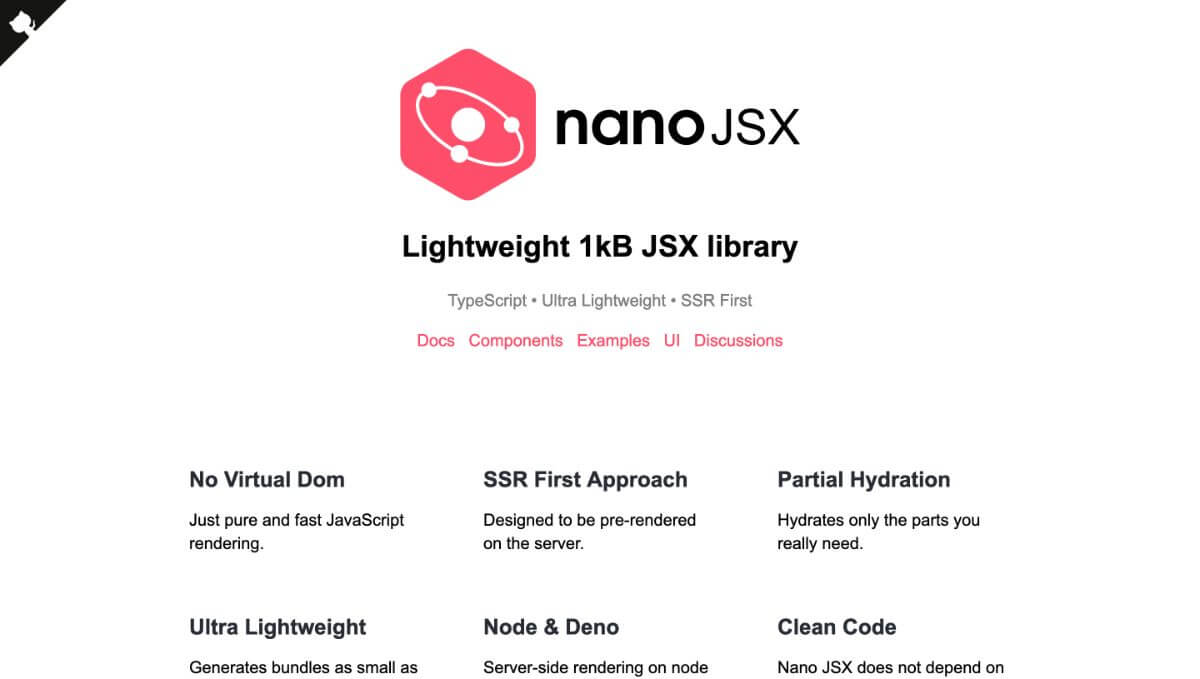 nano JSX
Lightweight 1kB JSX library
TypeScript • Ultra Lightweight • SSR First
Docs Components Examples UI Discussions
No Virtual Dom
Just pure and fast JavaScript
rendering.
SSR First Approach
Designed to be pre-rendered
on the server.
Partial Hydration
Hydrates only the parts you
really need.
Ultra Lightweight
Generates bundles as small as
Node & Deno
Server-side rendering on node
Clean Code
Nano JSX does not depend on